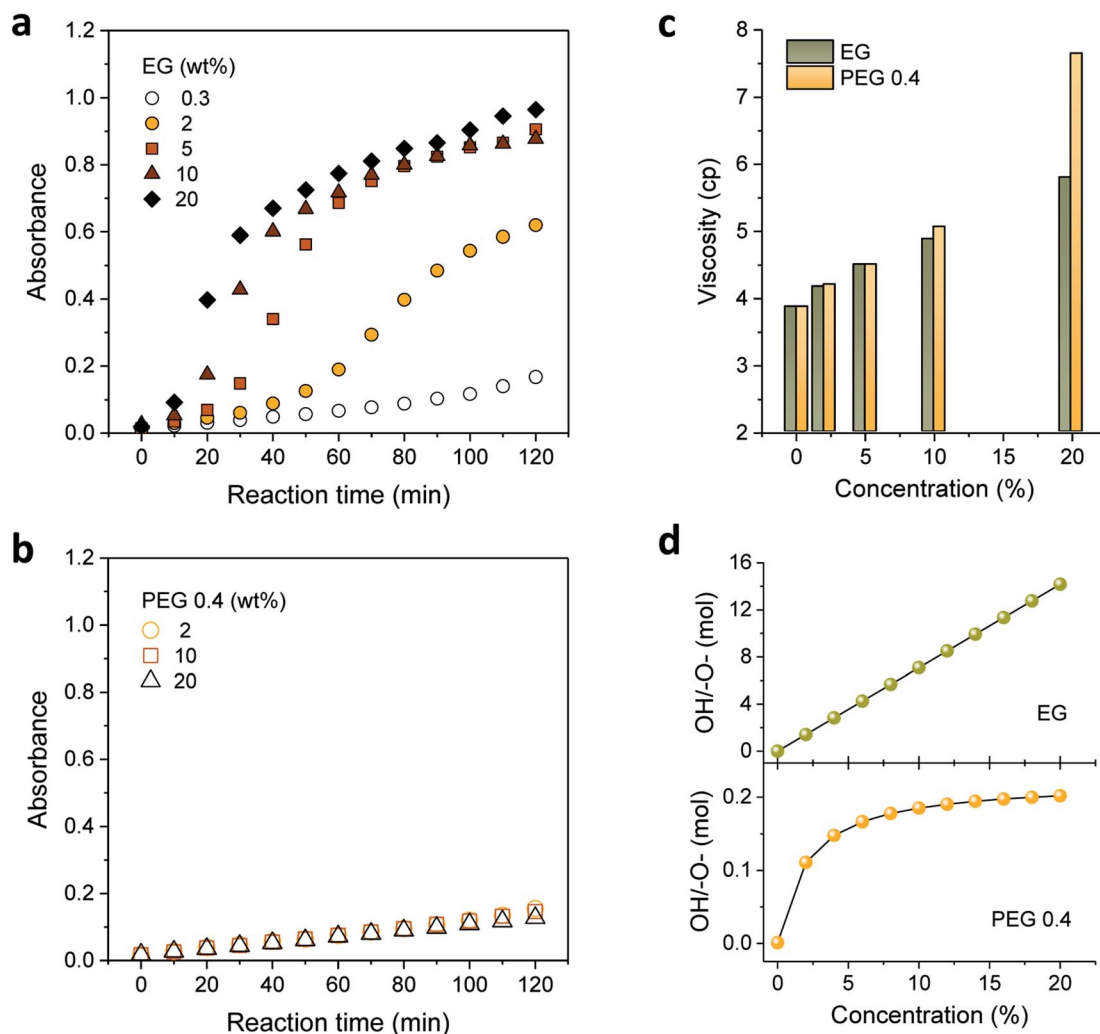 a
1.2
1.0
0.8
0.6
0.4
0.2
0.0
Absorbance
EG (wt%)
0.3
2
5
10
20
0 20 40 60 80 100 120
Reaction time (min)
b
1.2
1.0
0.8
0.6
0.4
0.2
0.0
Absorbance
PEG 0.4 (wt%)
2
10
20
0 20 40 60 80 100 120
Reaction time (min)
c
8
7
6
5
4
3
2
Viscosity (cp)
EG
PEG 0.4
0 5 10 15 20
Concentration (%)
d
16
12
8
4
0
OH/-O- (mol)
EG
0.2
0.1
0.0
OH/-O- (mol)
PEG 0.4
0 5 10 15 20
Concentration (%)